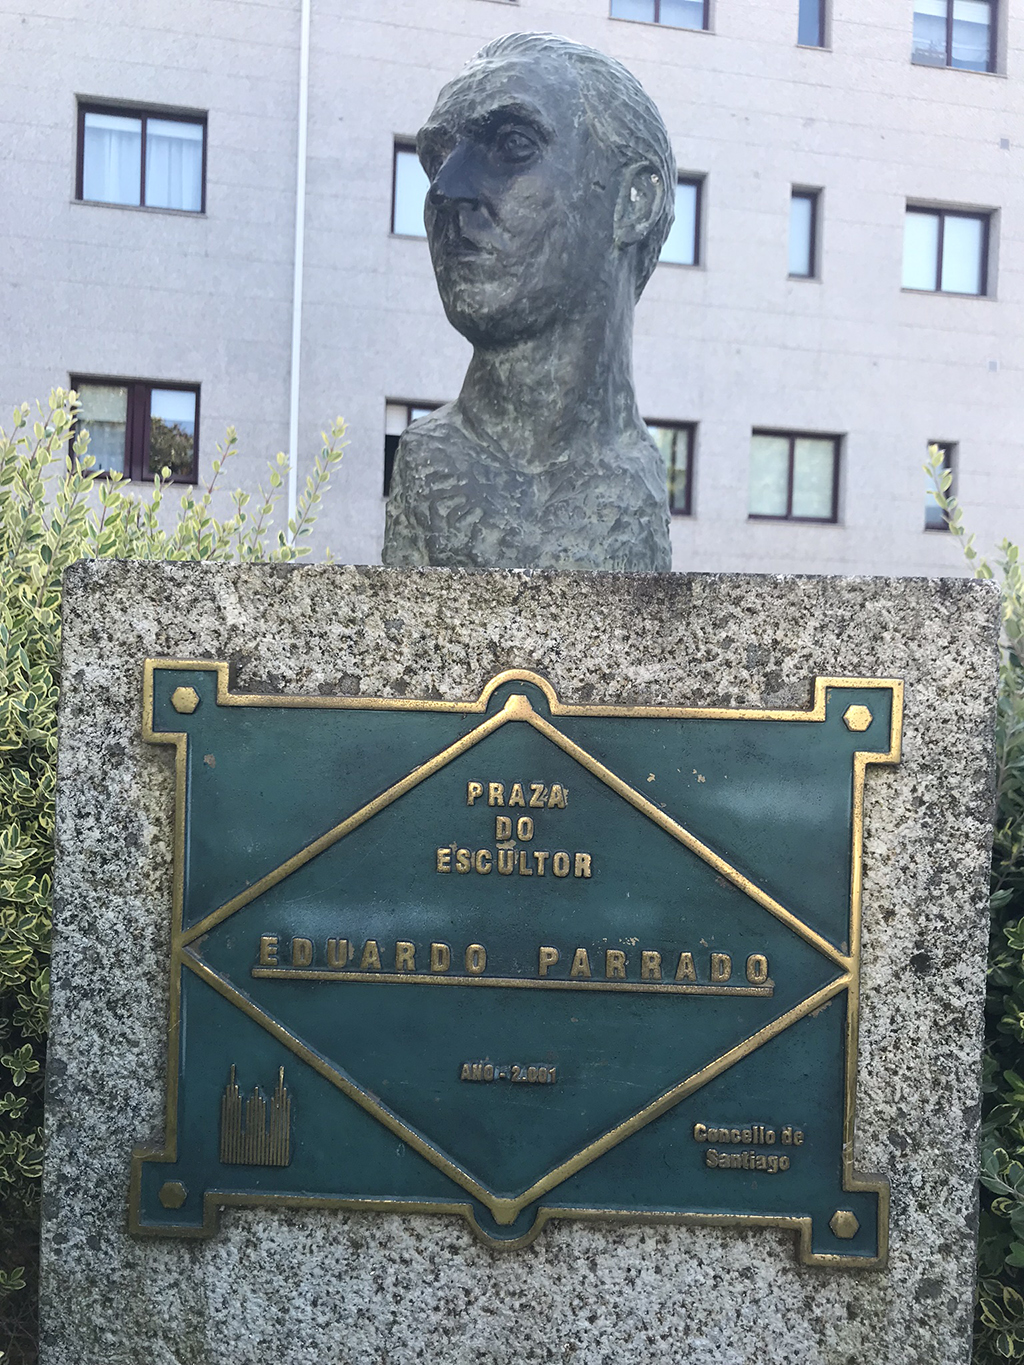 PRAZA
DO
ESCULTOR
EDUARDO PARRADO
ANO - 2.001
Concello de
Santiago